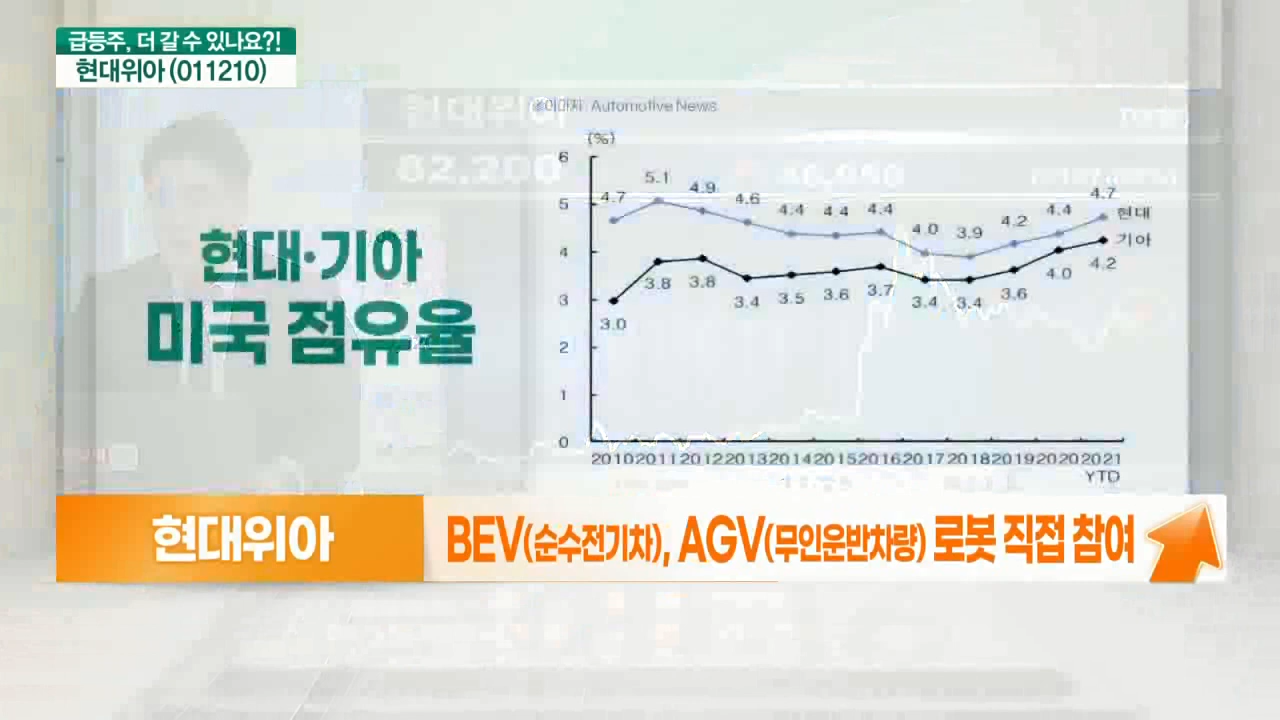 급등주, 더 갈 수 있나요?!
현대위아 (011210)
현대위아
82,200
현대·기아
미국 점유율
Automotive News
(%)
6
5
4
3
2
1
0
4.7 5.1 4.9 4.6 4.4 4.4 4.4 4.0 3.9 4.2 4.4 4.7 현대
3.0 3.8 3.8 3.4 3.5 3.6 3.7 3.4 3.4 3.6 4.0 4.2 기아
2010 2011 2012 2013 2014 2015 2016 2017 2018 2019 2020 2021
YTD
현대위아
BEV(순수전기차), AGV(무인운반차량) 로봇 직접 참여